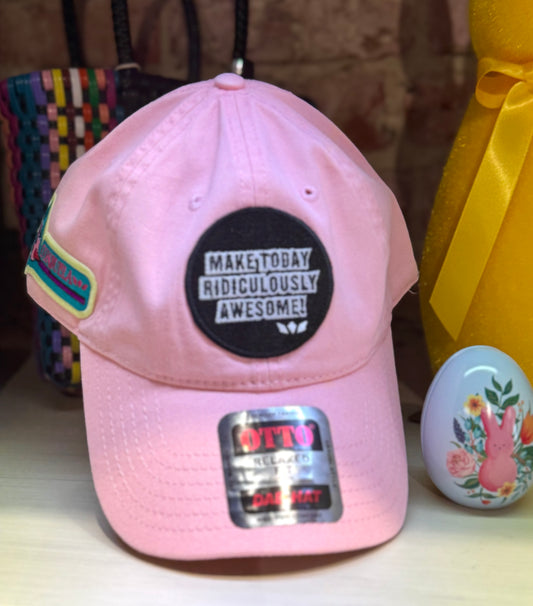 MAKE TODAY
RIDICULOUSLY
AWESOME!
OTTO
RELAXED
DAD HAT